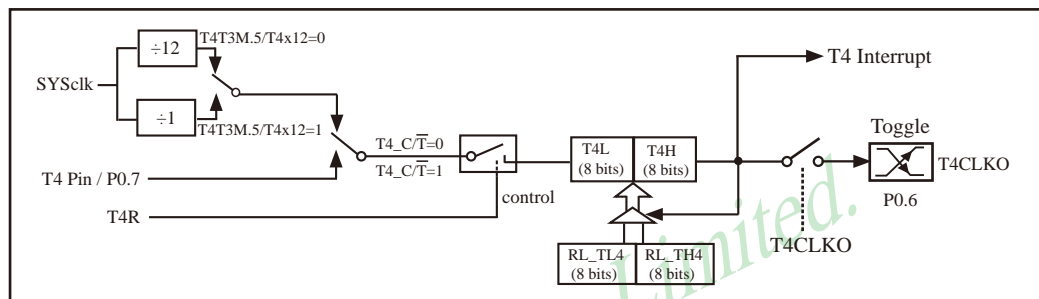 ÷12
T4T3M.5/T4x12=0
SYSclk
÷1
T4T3M.5/T4x12=1
T4 Pin / P0.7
T4R
T4_C/T̅=0
T4_C/T̅=1
control
T4L
(8 bits)
T4H
(8 bits)
RL_TL4
(8 bits)
RL_TH4
(8 bits)
T4 Interrupt
Toggle
T4CLKO
P0.6
T4CLKO
Limited.